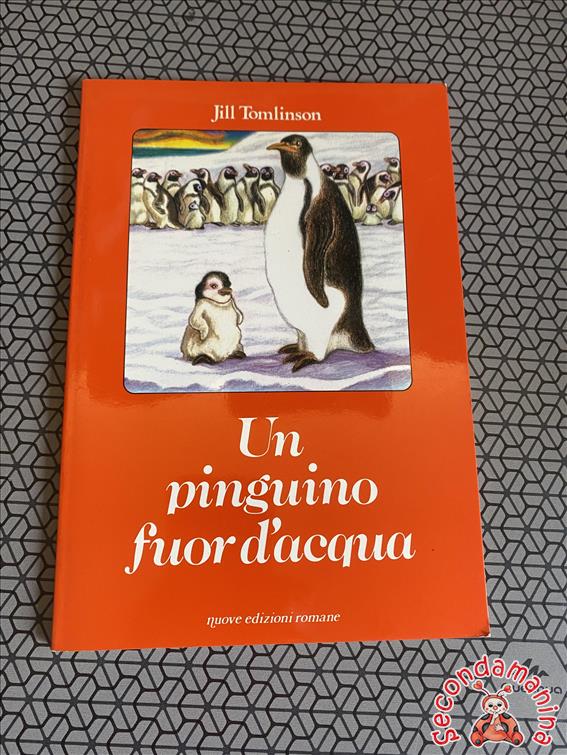 Jill Tomlinson
Un
pinguino
fuor d'acqua
nuove edizioni romane
Secondamanina